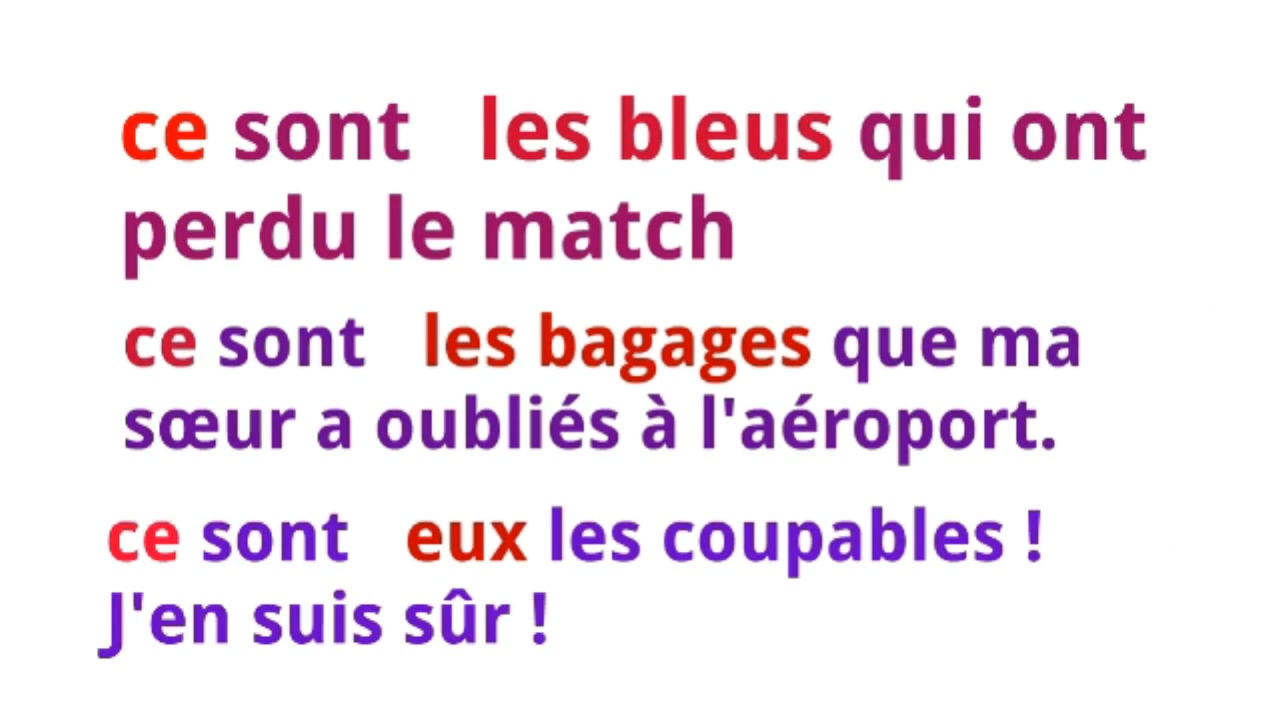 ce sont les bleus qui ont
perdu le match
ce sont les bagages que ma
sœur a oubliés à l'aéroport.
ce sont eux les coupables !
J'en suis sûr !